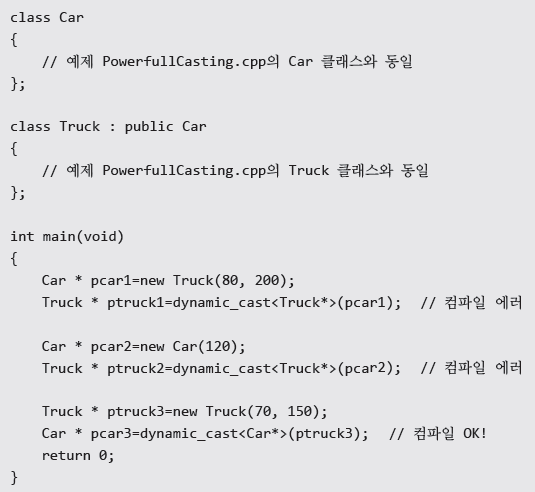 class Car
{
    // 예제 PowerfullCasting.cpp의 Car 클래스와 동일
};

class Truck : public Car
{
    // 예제 PowerfullCasting.cpp의 Truck 클래스와 동일
};

int main(void)
{
    Car * pcar1=new Truck(80, 200);
    Truck * ptruck1=dynamic_cast<Truck*>(pcar1);  // 컴파일 에러

    Car * pcar2=new Car(120);
    Truck * ptruck2=dynamic_cast<Truck*>(pcar2);  // 컴파일 에러

    Truck * ptruck3=new Truck(70, 150);
    Car * pcar3=dynamic_cast<Car*>(ptruck3);  // 컴파일 OK!
    return 0;
}